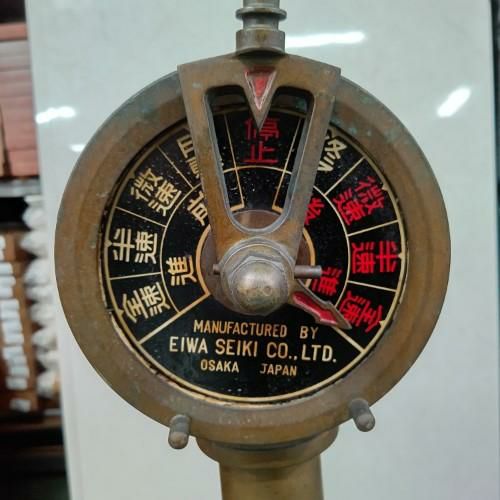 停止
微速
半速
全速
前進
微速
半速
全速
進
MANUFACTURED BY
EIWA SEIKI CO., LTD.
OSAKA JAPAN